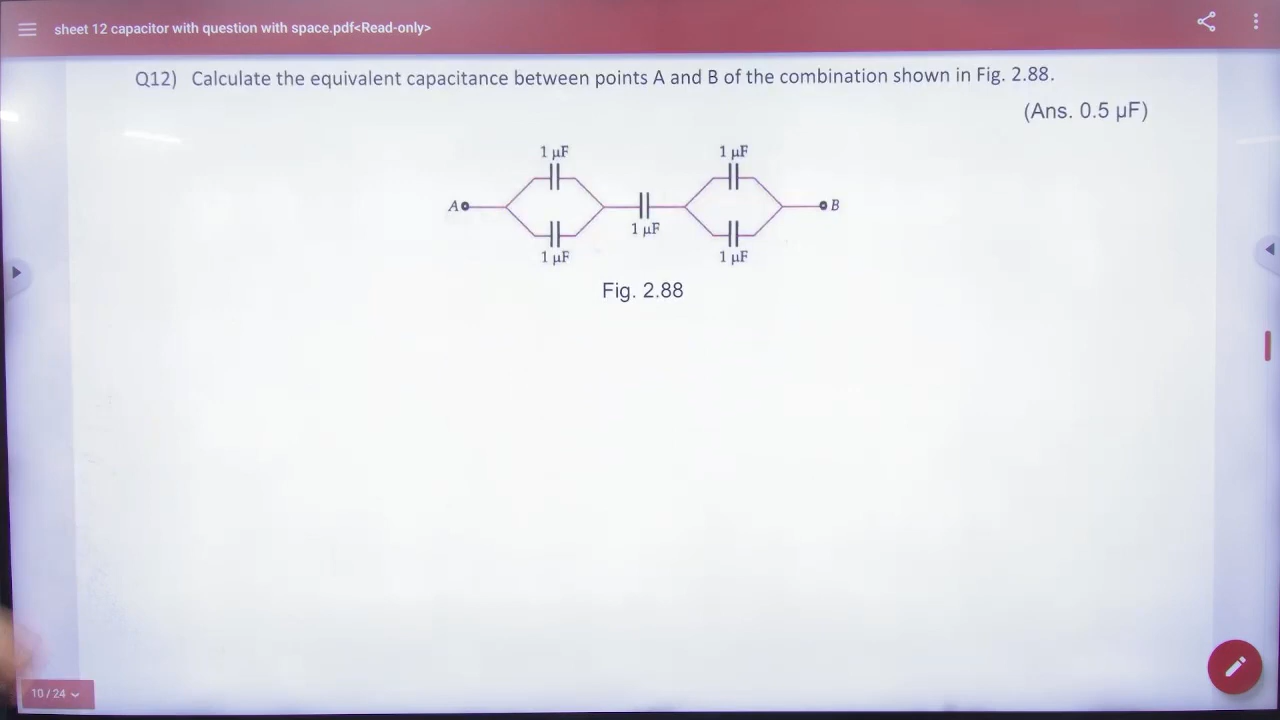 sheet 12 capacitor with question with space.pdf<Read-only>
Q12) Calculate the equivalent capacitance between points A and B of the combination shown in Fig. 2.88.
(Ans. 0.5 µF)
1 µF 1 µF
A B
1 µF
1 µF 1 µF
Fig. 2.88
10 / 24